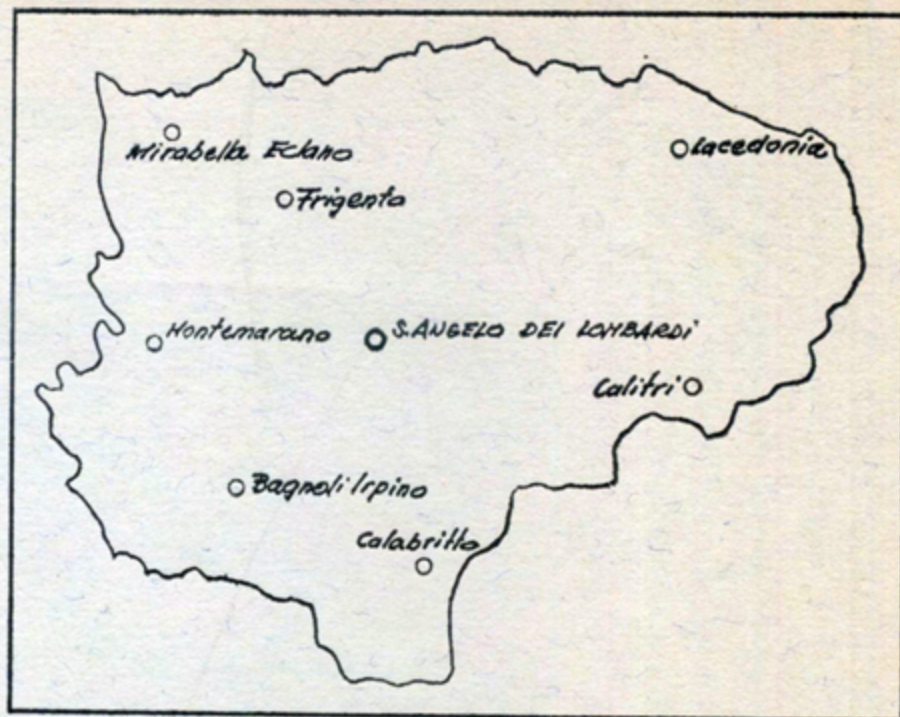 Mirabella Eclano
Lacedonia
Frigento
Montemarano
S. ANGELO DEI LOMBARDI
Calitri
Bagnoli Irpino
Calabritto